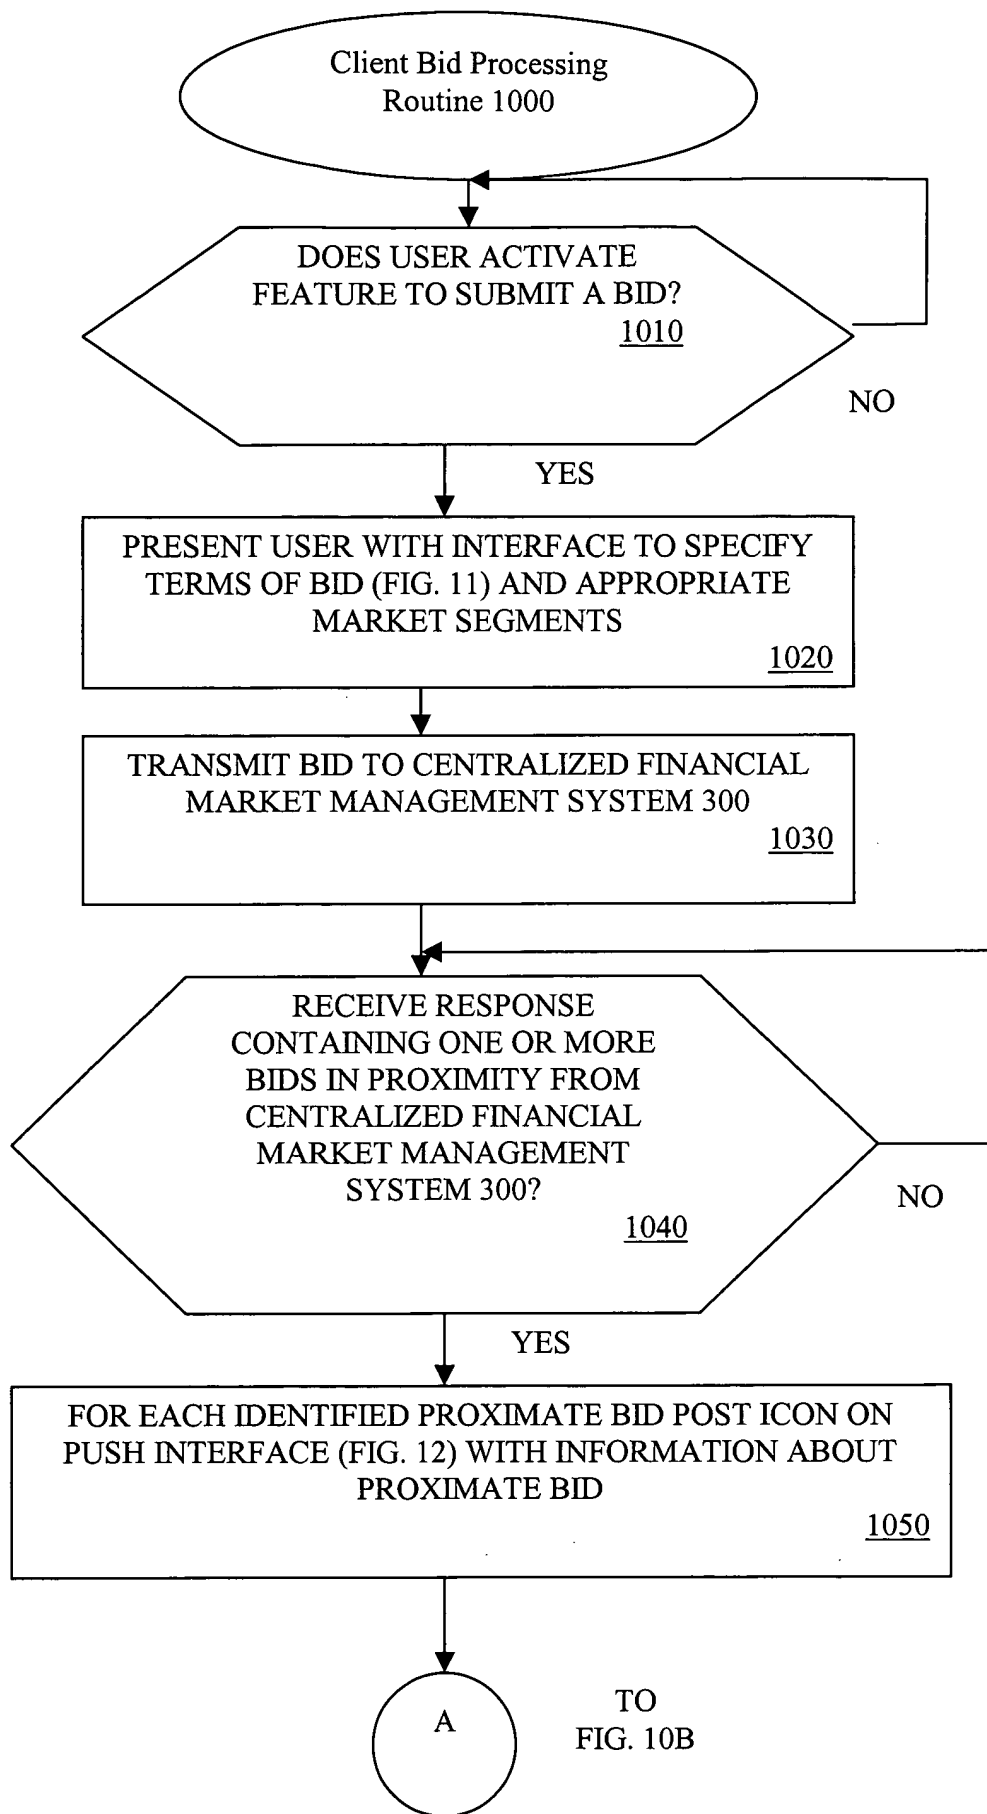 Client Bid Processing
Routine 1000
DOES USER ACTIVATE
FEATURE TO SUBMIT A BID?
1010
NO
YES
PRESENT USER WITH INTERFACE TO SPECIFY
TERMS OF BID (FIG. 11) AND APPROPRIATE
MARKET SEGMENTS
1020
TRANSMIT BID TO CENTRALIZED FINANCIAL
MARKET MANAGEMENT SYSTEM 300
1030
RECEIVE RESPONSE
CONTAINING ONE OR MORE
BIDS IN PROXIMITY FROM
CENTRALIZED FINANCIAL
MARKET MANAGEMENT
SYSTEM 300?
1040
NO
YES
FOR EACH IDENTIFIED PROXIMATE BID POST ICON ON
PUSH INTERFACE (FIG. 12) WITH INFORMATION ABOUT
PROXIMATE BID
1050
A
TO
FIG. 10B